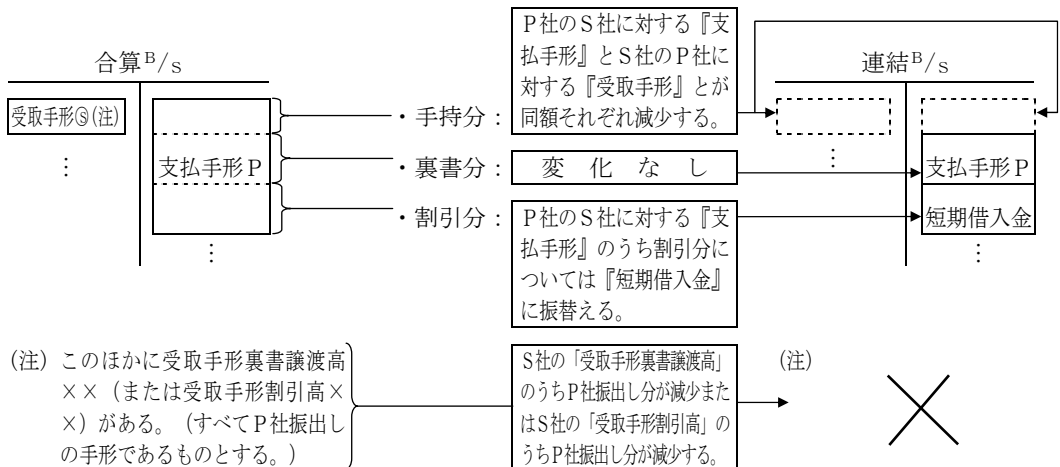 合算B/s
受取手形Ⓢ(注)
⋮
支払手形P
⋮
・手持分：
P社のS社に対する『支
払手形』とS社のP社に
対する『受取手形』とが
同額それぞれ減少する。
・裏書分：
変 化 な し
・割引分：
P社のS社に対する『支
払手形』のうち割引分に
ついては『短期借入金』
に振替える。
連結B/s
⋮
支払手形P
短期借入金
⋮
(注) このほかに受取手形裏書譲渡高
××（または受取手形割引高×
×）がある。（すべてP社振出し
の手形であるものとする。）
S社の「受取手形裏書譲渡高」
のうちP社振出し分が減少また
はS社の「受取手形割引高」の
うちP社振出し分が減少する。
(注)